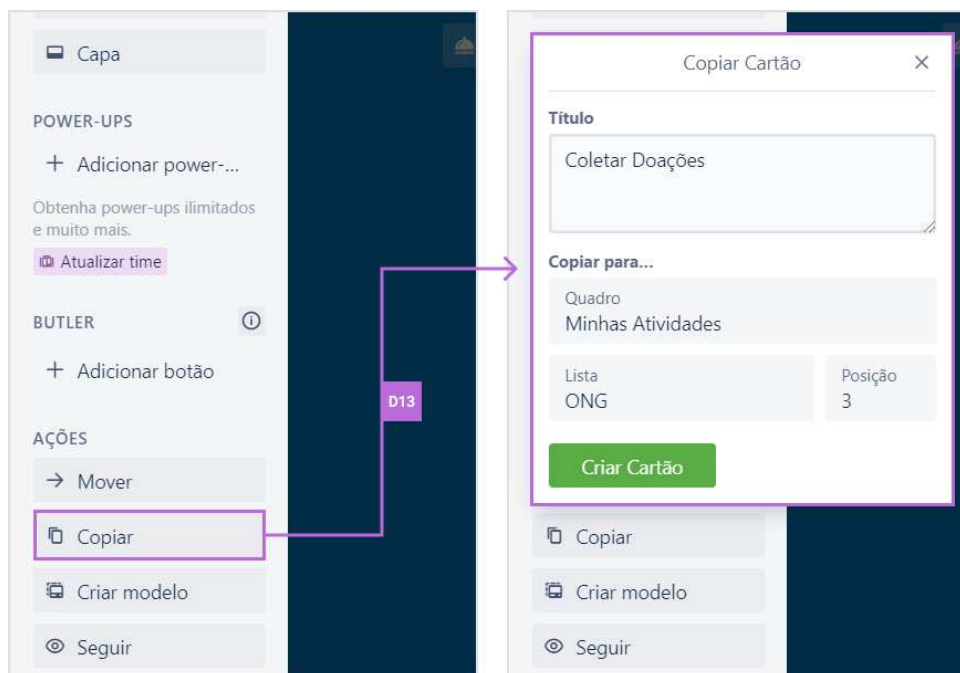 Capa
POWER-UPS
+ Adicionar power-...
Obtenha power-ups ilimitados
e muito mais.
Atualizar time
BUTLER
+ Adicionar botão
AÇÕES
→ Mover
Copiar
Criar modelo
Seguir
D13
Copiar Cartão
Título
Coletar Doações
Copiar para...
Quadro
Minhas Atividades
Lista
ONG
Posição
3
Criar Cartão
Copiar
Criar modelo
Seguir